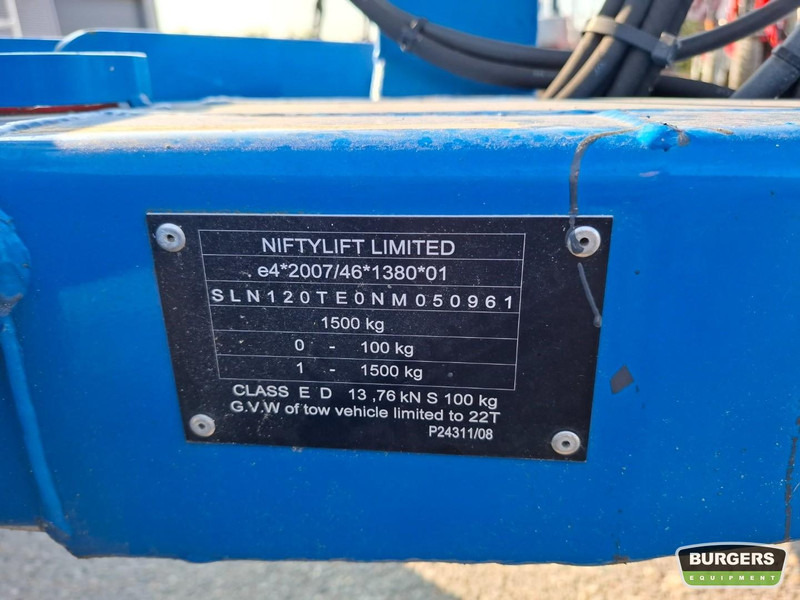 NIFTYLIFT LIMITED
e4*2007/46*1380*01
SLN120TE0NM050961
1500 kg
0 - 100 kg
1 - 1500 kg
CLASS E D 13 ,76 kN S 100 kg
G.V.W of tow vehicle limited to 22T
P24311/08
BURGERS
EQUIPMENT